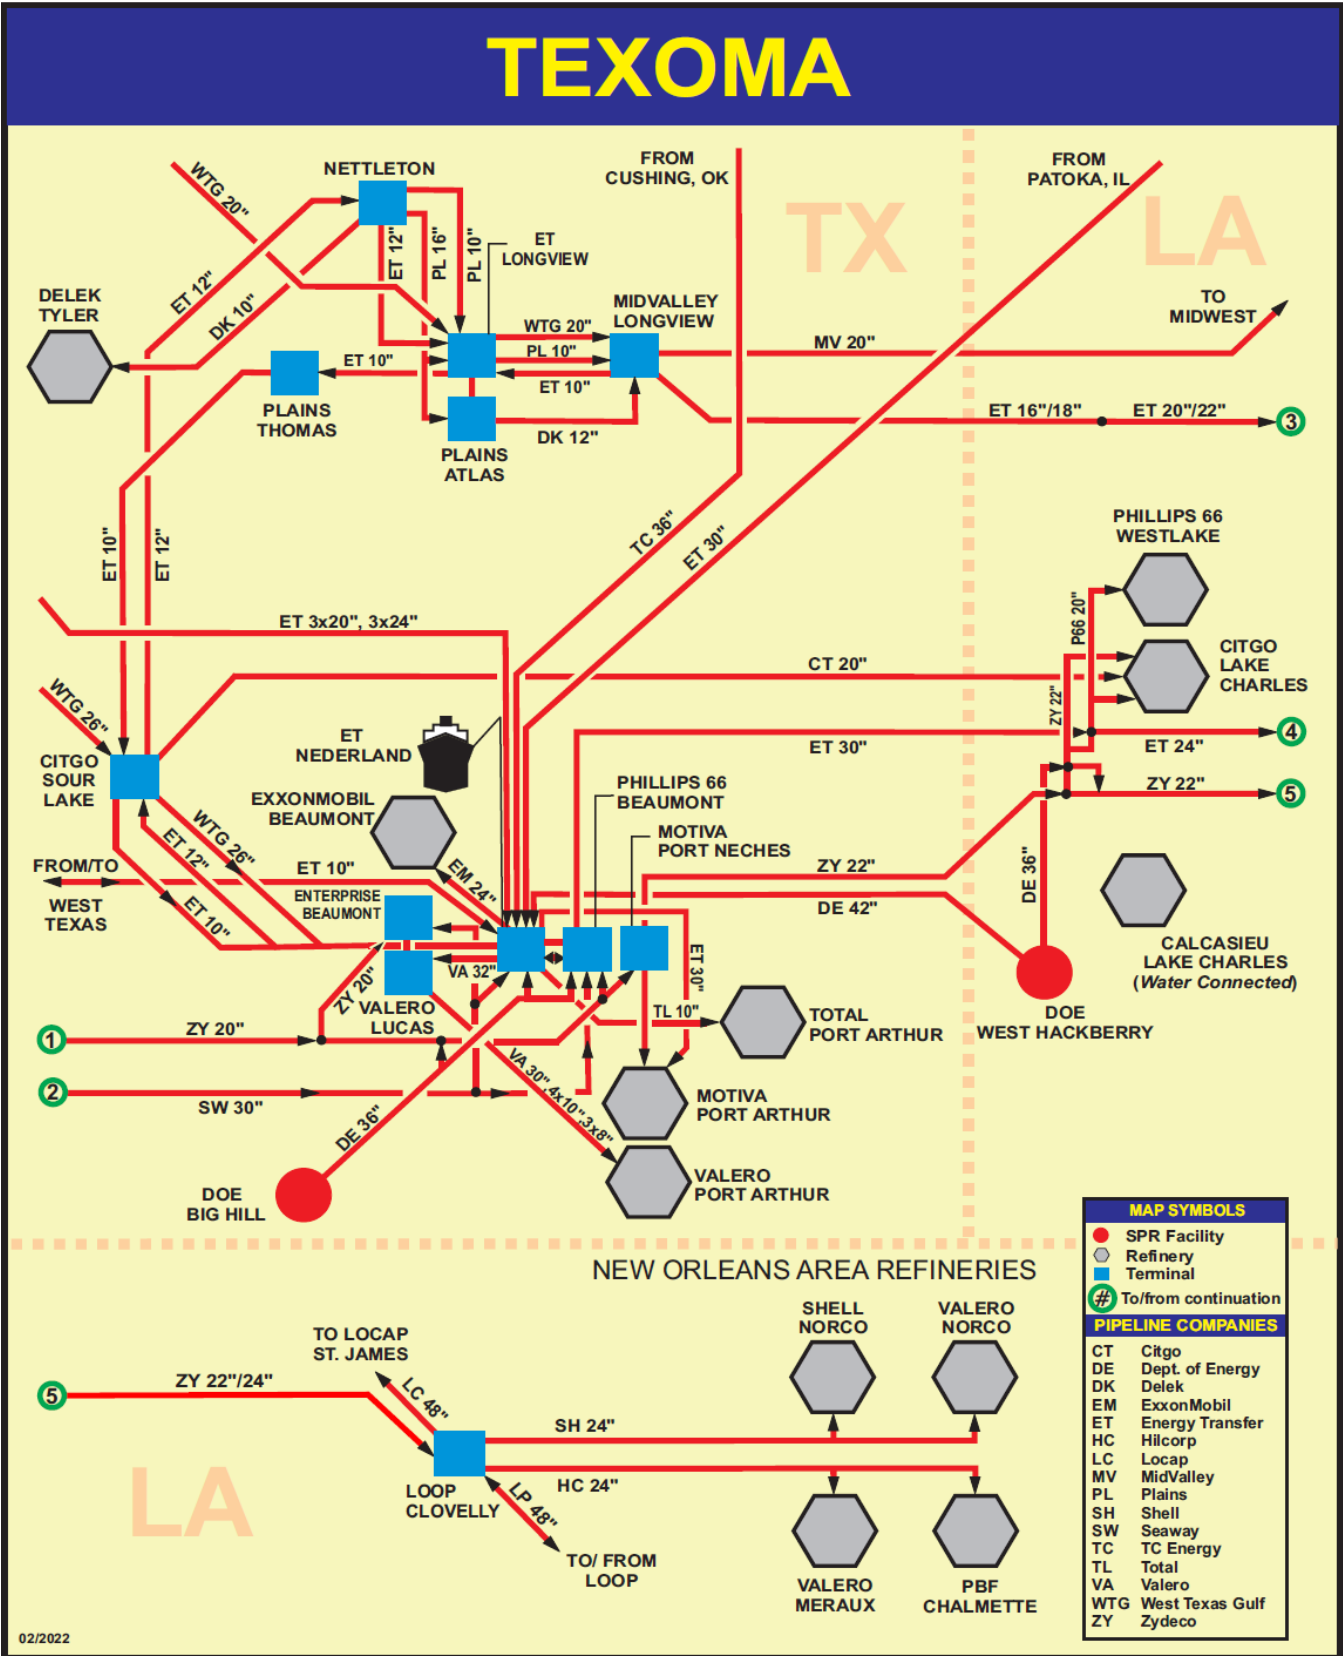 TEXOMA
TX
LA
FROM
CUSHING, OK
FROM
PATOKA, IL
NETTLETON
WTG 20"
ET 12"
PL 16"
PL 10"
ET
LONGVIEW
TO
MIDWEST
DELEK
TYLER
ET 12"
DK 10"
MIDVALLEY
LONGVIEW
WTG 20"
MV 20"
PL 10"
ET 10"
ET 10"
PLAINS
THOMAS
DK 12"
PLAINS
ATLAS
ET 16"/18"
ET 20"/22"
3
ET 10"
ET 12"
TC 36"
ET 30"
PHILLIPS 66
WESTLAKE
P66 20"
ET 3x20", 3x24"
CITGO
LAKE
CHARLES
CT 20"
ZY 22"
WTG 26"
4
ET 30"
ET 24"
ET
NEDERLAND
CITGO
SOUR
LAKE
PHILLIPS 66
BEAUMONT
ZY 22"
5
EXXONMOBIL
BEAUMONT
WTG 26"
ET 12"
MOTIVA
PORT NECHES
FROM/TO
WEST
TEXAS
ET 10"
EM 24"
ZY 22"
DE 42"
DE 36"
ENTERPRISE
BEAUMONT
ET 10"
CALCASIEU
LAKE CHARLES
(Water Connected)
ET 30"
VA 32"
ZY 20"
VALERO
LUCAS
TL 10"
TOTAL
PORT ARTHUR
DOE
WEST HACKBERRY
1
ZY 20"
2
SW 30"
VA 30",4x10",3x8"
MOTIVA
PORT ARTHUR
DE 36"
VALERO
PORT ARTHUR
DOE
BIG HILL
MAP SYMBOLS
SPR Facility
Refinery
Terminal
# To/from continuation
PIPELINE COMPANIES
CT Citgo
DE Dept. of Energy
DK Delek
EM ExxonMobil
ET Energy Transfer
HC Hilcorp
LC Locap
MV MidValley
PL Plains
SH Shell
SW Seaway
TC TC Energy
TL Total
VA Valero
WTG West Texas Gulf
ZY Zydeco
NEW ORLEANS AREA REFINERIES
SHELL
NORCO
VALERO
NORCO
TO LOCAP
ST. JAMES
5
ZY 22"/24"
LC 48"
SH 24"
HC 24"
LOOP
CLOVELLY
LP 48"
LA
TO/ FROM
LOOP
VALERO
MERAUX
PBF
CHALMETTE
02/2022